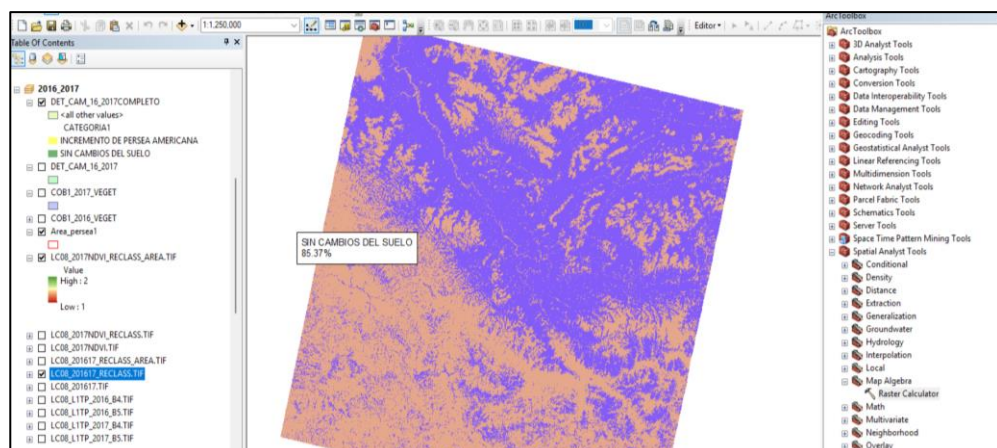 1:1,250,000
Editor
Table Of Contents
2016_2017
DET_CAM_16_2017COMPLETO
<all other values>
CATEGORIA1
INCREMENTO DE PERSEA AMERICANA
SIN CAMBIOS DEL SUELO
DET_CAM_16_2017
COB1_2017_VEGET
COB1_2016_VEGET
Area_persea1
LC08_2017NDVI_RECLASS_AREA.TIF
Value
High : 2
Low : 1
LC08_2017NDVI_RECLASS.TIF
LC08_2017NDVI.TIF
LC08_201617_RECLASS_AREA.TIF
LC08_201617_RECLASS.TIF
LC08_201617.TIF
LC08_L1TP_2016_B4.TIF
LC08_L1TP_2016_B5.TIF
LC08_L1TP_2017_B4.TIF
LC08_L1TP_2017_B5.TIF
SIN CAMBIOS DEL SUELO
85.37%
ArcToolbox
ArcToolbox
3D Analyst Tools
Analysis Tools
Cartography Tools
Conversion Tools
Data Interoperability Tools
Data Management Tools
Editing Tools
Geocoding Tools
Geostatistical Analyst Tools
Linear Referencing Tools
Multidimension Tools
Network Analyst Tools
Parcel Fabric Tools
Schematics Tools
Server Tools
Space Time Pattern Mining Tools
Spatial Analyst Tools
Conditional
Density
Distance
Extraction
Generalization
Groundwater
Hydrology
Interpolation
Local
Map Algebra
Raster Calculator
Math
Multivariate
Neighborhood
Overlay